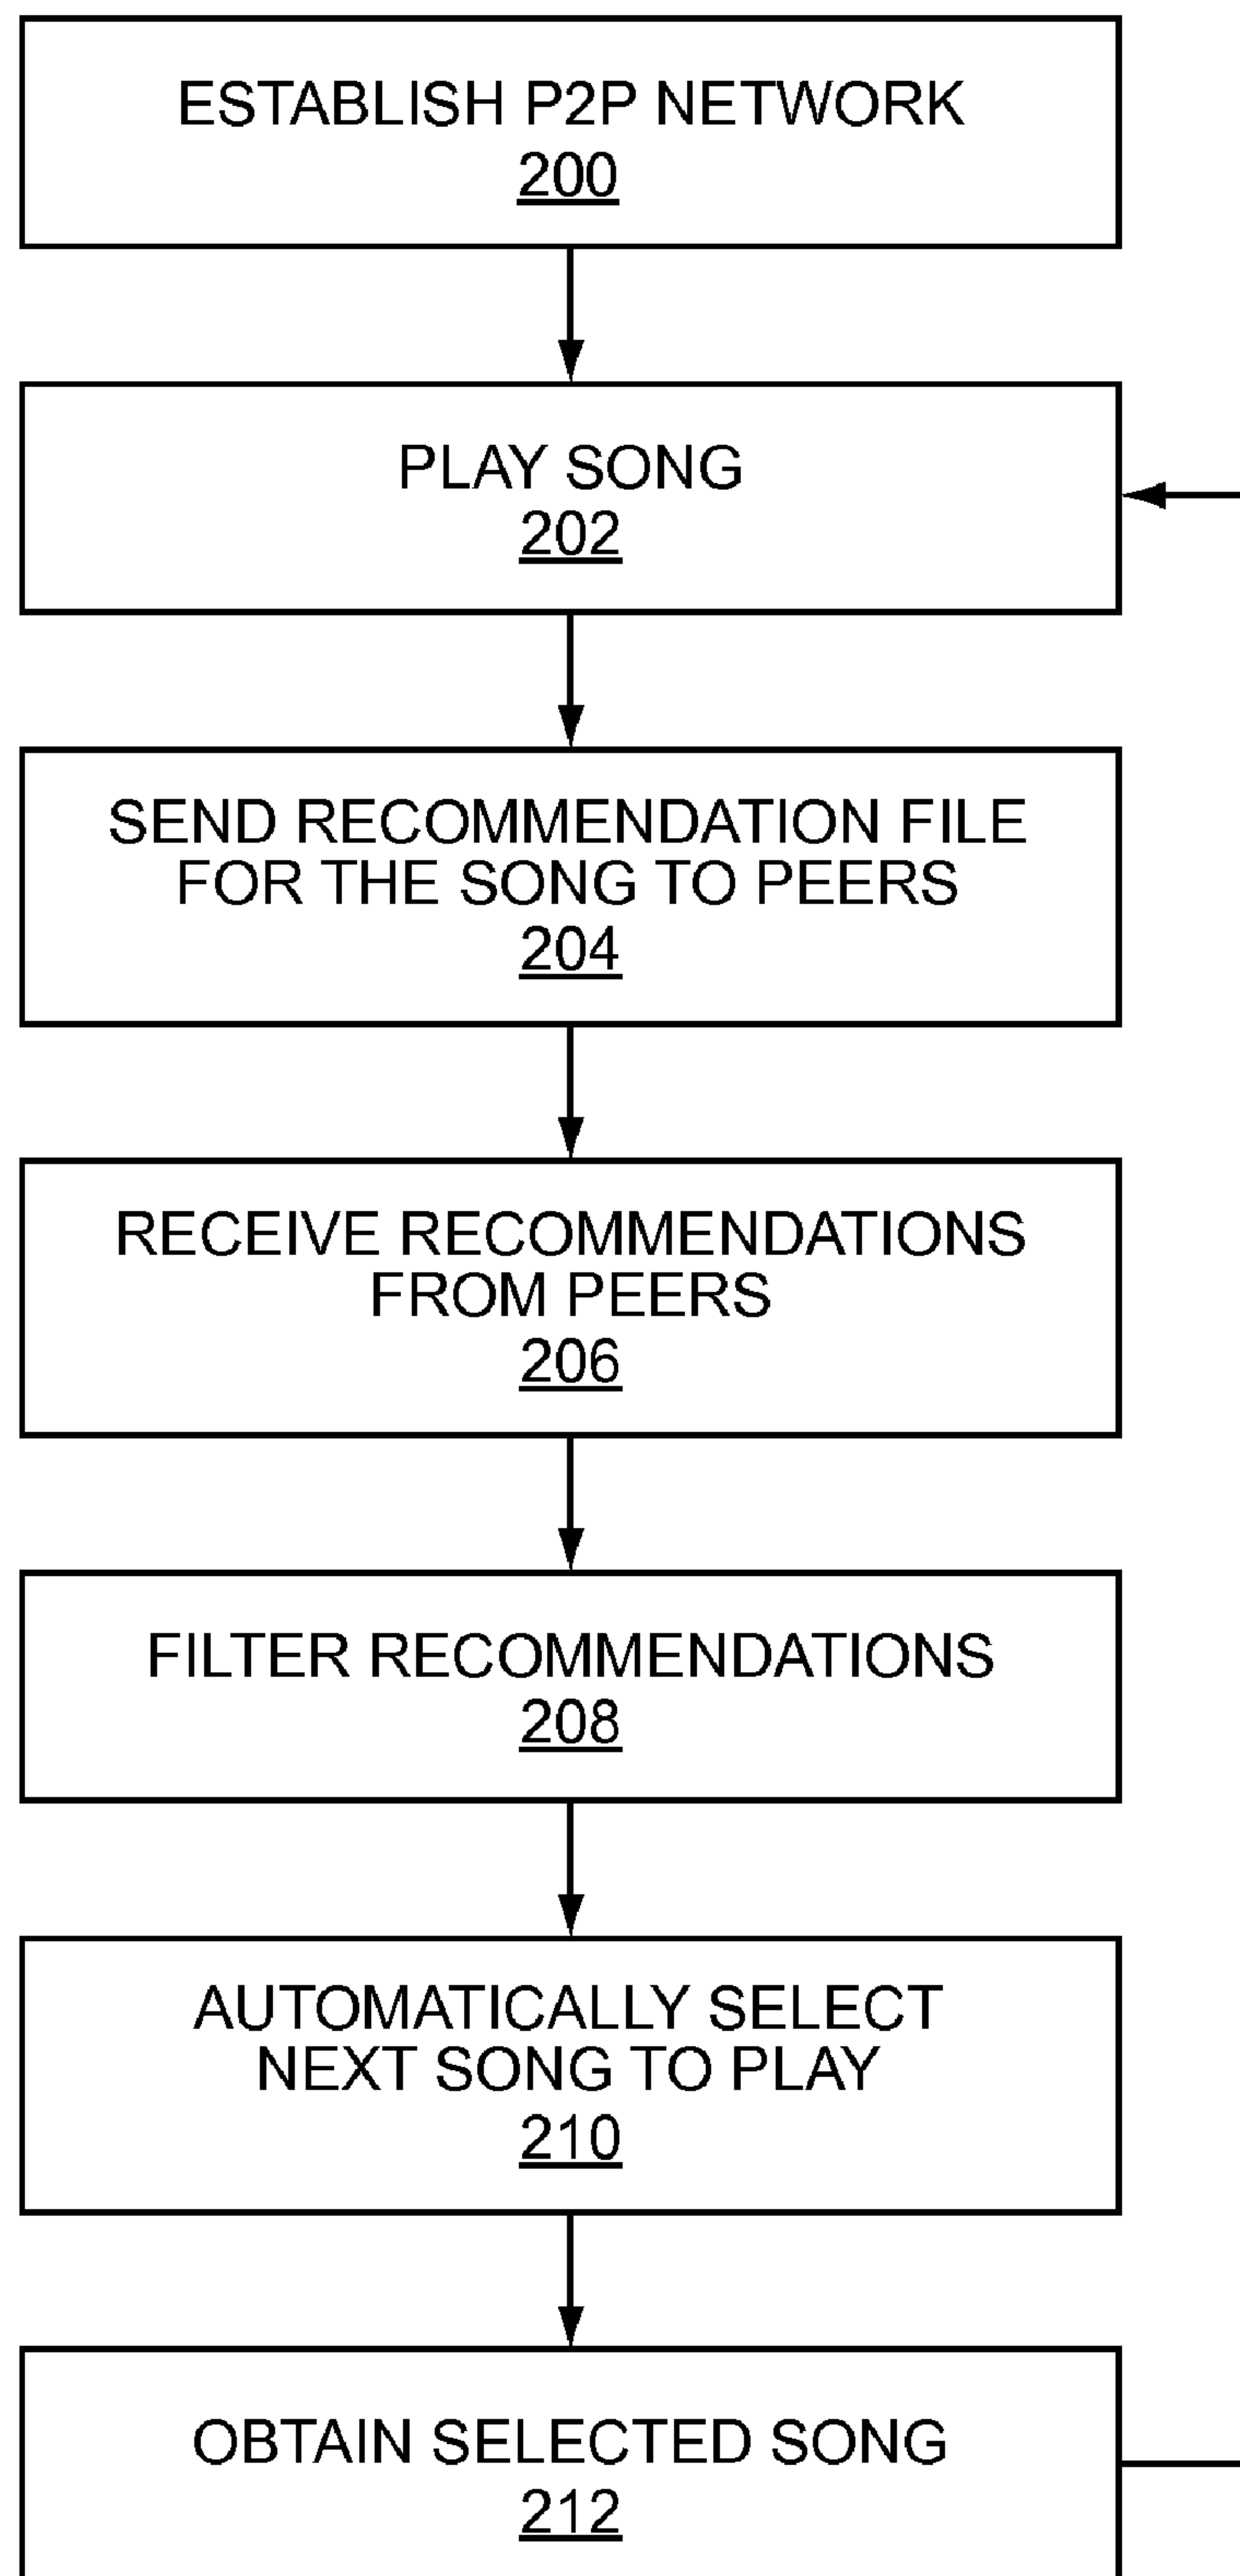 ESTABLISH P2P NETWORK
200
PLAY SONG
202
SEND RECOMMENDATION FILE
FOR THE SONG TO PEERS
204
RECEIVE RECOMMENDATIONS
FROM PEERS
206
FILTER RECOMMENDATIONS
208
AUTOMATICALLY SELECT
NEXT SONG TO PLAY
210
OBTAIN SELECTED SONG
212